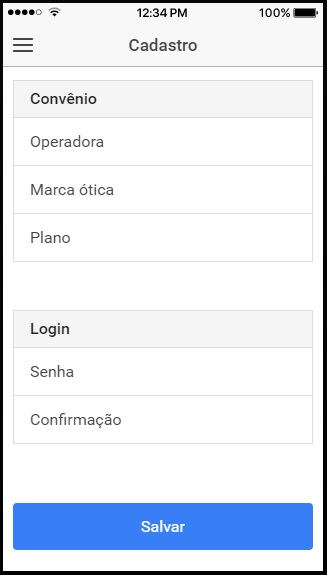 12:34 PM 100%
Cadastro
Convênio
Operadora
Marca ótica
Plano
Login
Senha
Confirmação
Salvar